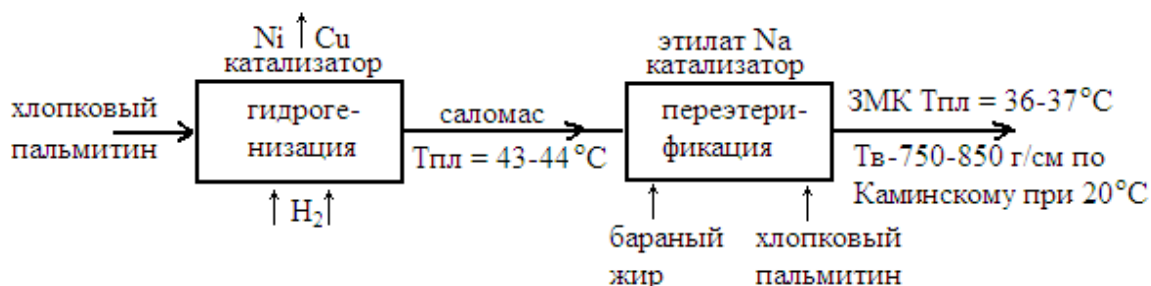 Ni Cu
катализатор
хлопковый
пальмитин
гидроге-
низация
H₂
саломас
Тпл = 43-44°C
этилат Na
катализатор
переэтери-
фикация
бараный
жир
хлопковый
пальмитин
ЗМК Тпл = 36-37°C
Тв-750-850 г/см по
Каминскому при 20°C